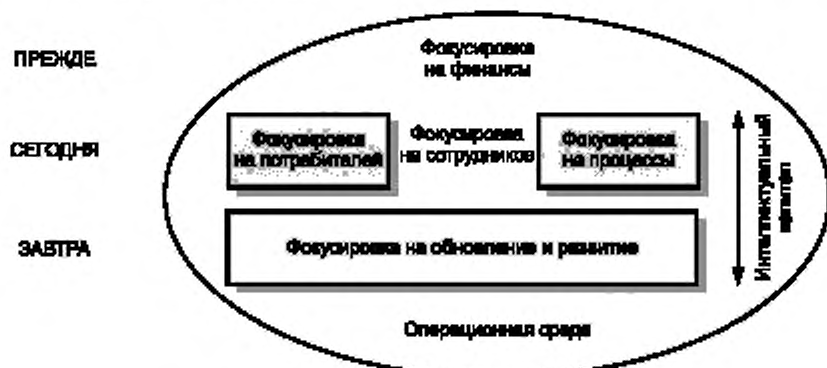 ПРЕЖДЕ
Фокусировка
на финансы
СЕГОДНЯ
Фокусировка
на потребителей
Фокусировка
на сотрудников
Фокусировка
на процессы
Интеллектуальный
капитал
ЗАВТРА
Фокусировка на обновление и развитие
Операционная среда